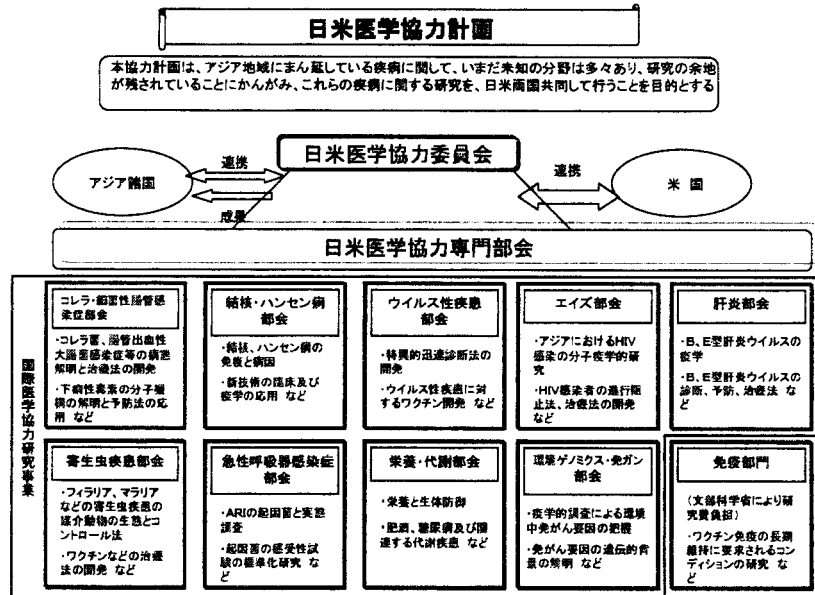 日米医学協力計画
本協力計画は、アジア地域にまん延している疾病に関して、いまだ未知の分野は多々あり、研究の余地
が残されていることにかんがみ、これらの疾病に関する研究を、日米両国共同して行うことを目的とする
日米医学協力委員会
アジア諸国
連携
成果
連携
米国
日米医学協力専門部会
国際医学協力研究事業
コレラ・細菌性腸管感
染症部会
・コレラ菌、腸管出血性
大腸菌感染症等の病態
解明と治療法の開発
・下痢性毒素の分子機
構の解明と予防法の応
用 など
結核・ハンセン病
部会
・結核、ハンセン病の
免疫と病因
・新技術の臨床及び
疫学の応用 など
ウイルス性疾患
部会
・特異的迅速診断法の
開発
・ウイルス性疾患に対
するワクチン開発 など
エイズ部会
・アジアにおけるHIV
感染の分子疫学的研
究
・HIV感染者の進行阻
止法、治療法の開発な
ど
肝炎部会
・B、E型肝炎ウイルスの
疫学
・B、E型肝炎ウイルスの
診断、予防、治療法 な
ど
寄生虫疾患部会
・フィラリア、マラリア
などの寄生虫疾患の
媒介動物の生態とコ
ントロール法
・ワクチンなどの治療
法の開発 など
急性呼吸器感染症
部会
・ARIの起因菌と実態
調査
・起因菌の感受性試
験の標準化研究 な
ど
栄養・代謝部会
・栄養と生体防御
・肥満、糖尿病及び関
連する代謝疾患 など
環境ゲノミクス・発ガン
部会
・疫学的調査による環境
中発がん要因の把握
・発がん要因の遺伝的背
景の解明 など
免疫部門
(文部科学省により研
究費負担)
・ワクチン免疫の長期
維持に要求されるコン
ディションの研究 な
ど